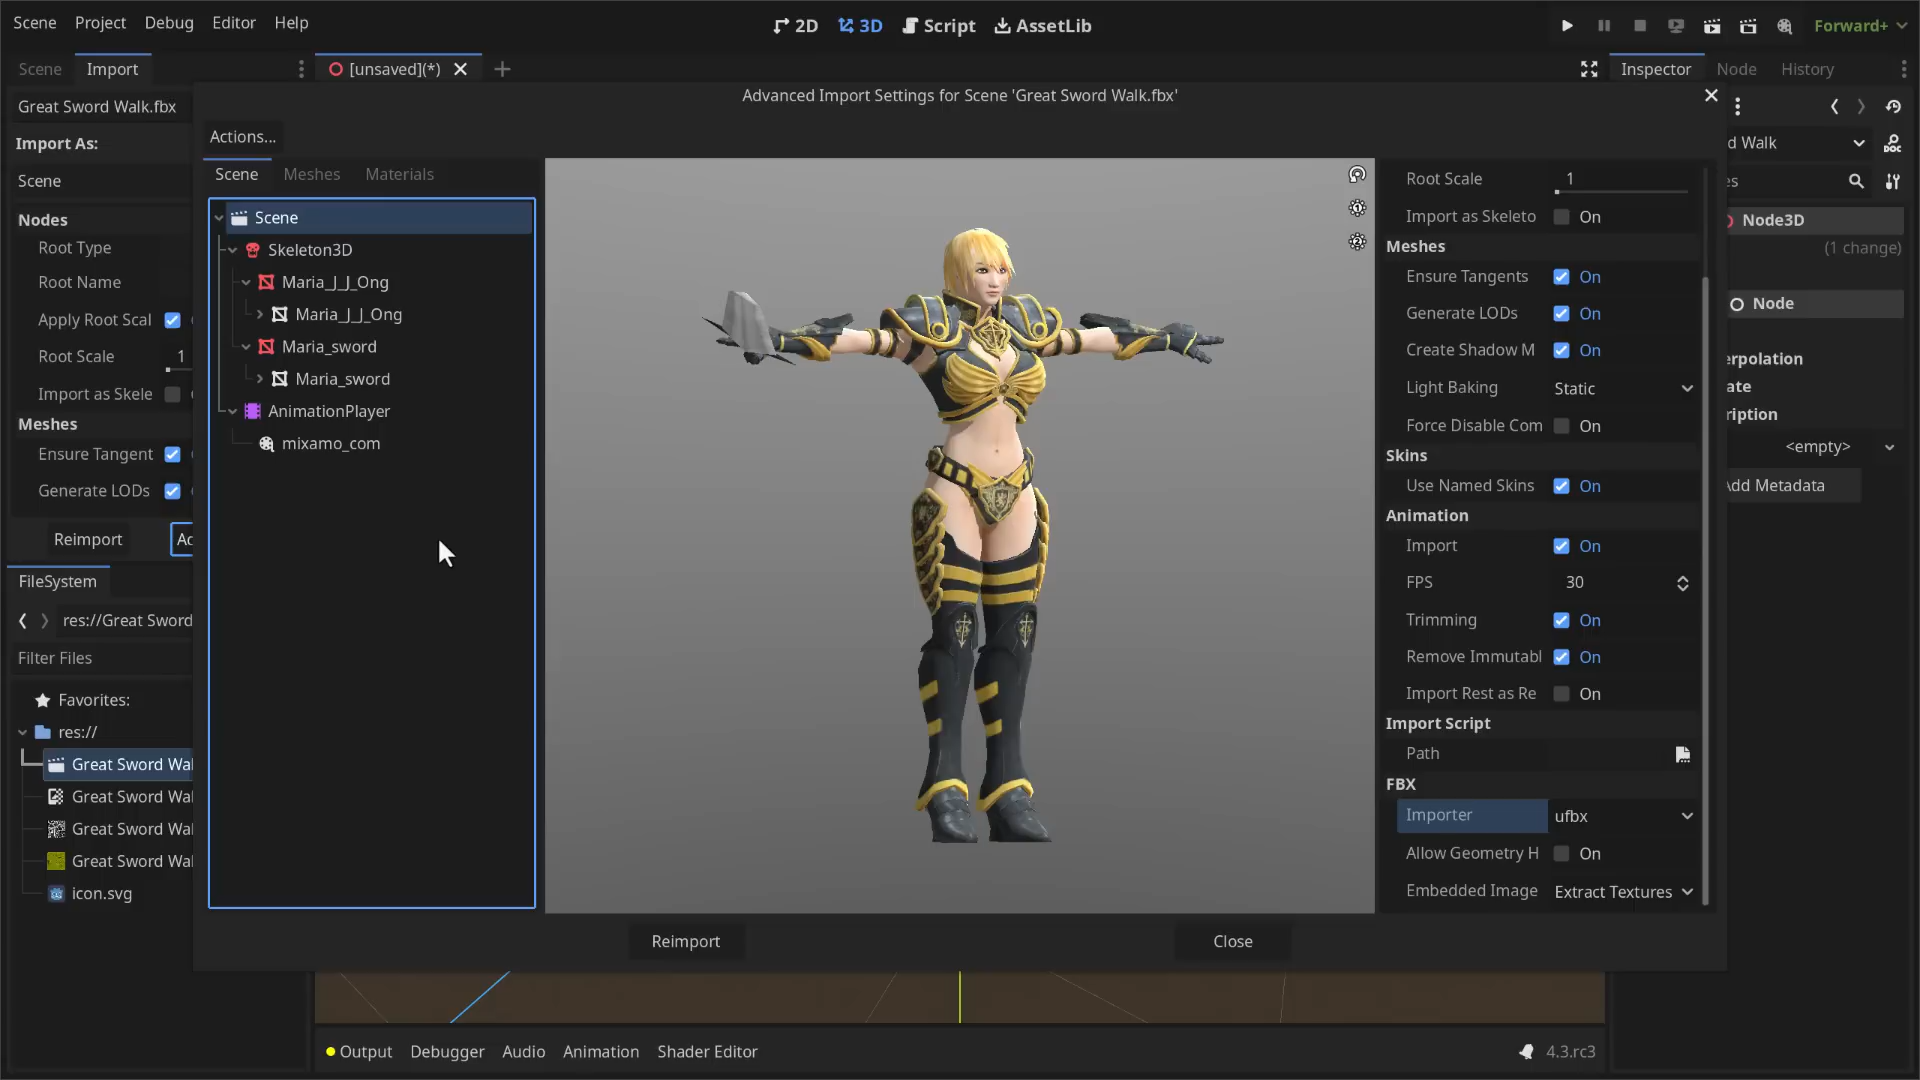 Scene Project Debug Editor Help
2D 3D Script AssetLib
Forward+
Scene Import
[unsaved](*)
Inspector Node History
Great Sword Walk.fbx
Import As:
Scene
Nodes
Root Type
Root Name
Apply Root Scal
Root Scale 1
Import as Skele
Meshes
Ensure Tangent
Generate LODs
Reimport
FileSystem
res://Great Sword
Filter Files
Favorites:
res://
Great Sword Wal
Great Sword Wal
Great Sword Wal
Great Sword Wal
icon.svg
Advanced Import Settings for Scene 'Great Sword Walk.fbx'
Actions...
Scene Meshes Materials
Scene
Skeleton3D
Maria_J_J_Ong
Maria_J_J_Ong
Maria_sword
Maria_sword
AnimationPlayer
mixamo_com
Root Scale 1
Import as Skeleto On
Meshes
Ensure Tangents On
Generate LODs On
Create Shadow M On
Light Baking Static
Force Disable Com On
Skins
Use Named Skins On
Animation
Import On
FPS 30
Trimming On
Remove Immutabl On
Import Rest as Re On
Import Script
Path
FBX
Importer ufbx
Allow Geometry H On
Embedded Image Extract Textures
Reimport Close
d Walk
es
Node3D
(1 change)
Node
erpolation
ate
ription
<empty>
Add Metadata
Output Debugger Audio Animation Shader Editor
4.3.rc3